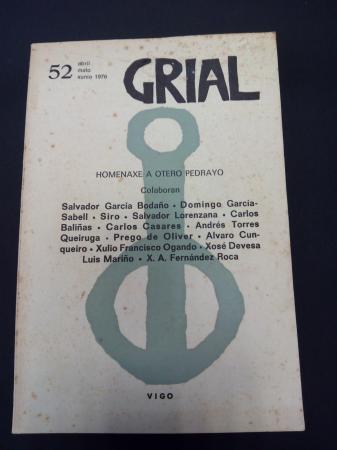 52 abril
maio
xunio 1976
GRIAL
HOMENAXE A OTERO PEDRAYO
Colaboran
Salvador García Bodaño • Domingo García-
Sabell • Siro • Salvador Lorenzana • Carlos
Baliñas • Carlos Casares • Andrés Torres
Queiruga • Prego de Oliver • Alvaro Cun-
queiro • Xulio Francisco Ogando • Xosé Devesa
Luis Mariño • X. A. Fernández Roca
VIGO